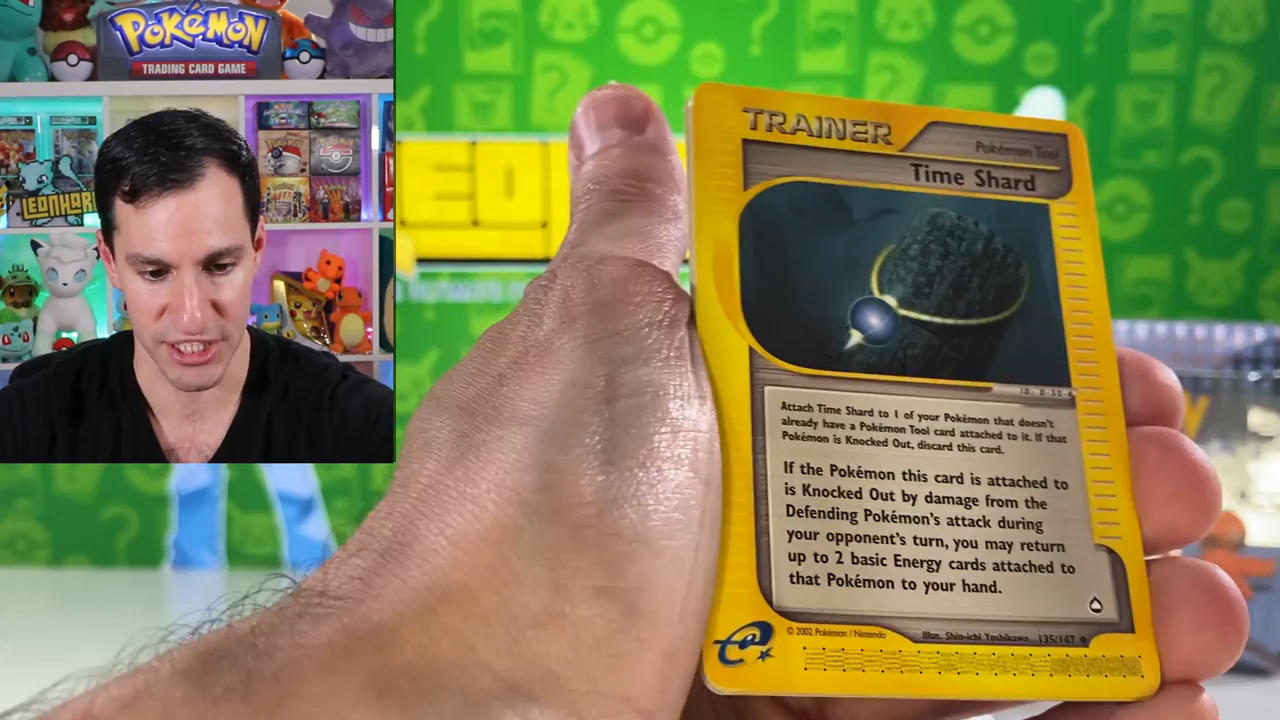 POKéMON
TRADING CARD GAME
LEONHAR
TRAINER
Pokémon Tool
Time Shard
ID: D-50-#
Attach Time Shard to 1 of your Pokémon that doesn't
already have a Pokémon Tool card attached to it. If that
Pokémon is Knocked Out, discard this card.
If the Pokémon this card is attached to
is Knocked Out by damage from the
Defending Pokémon's attack during
your opponent's turn, you may return
up to 2 basic Energy cards attached to
that Pokémon to your hand.
© 2002 Pokémon / Nintendo
Illus. Shin-ichi Yoshikawa
135/147
e